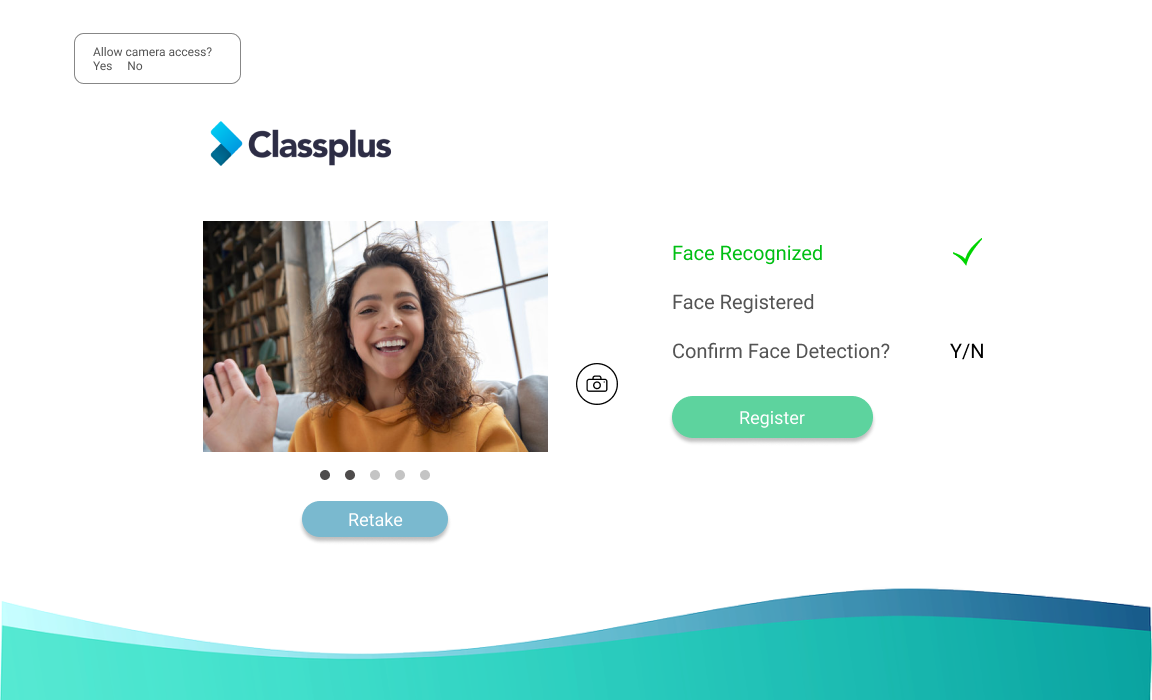 Allow camera access?
Yes No
Classplus
Face Recognized
Face Registered
Confirm Face Detection? Y/N
Register
Retake